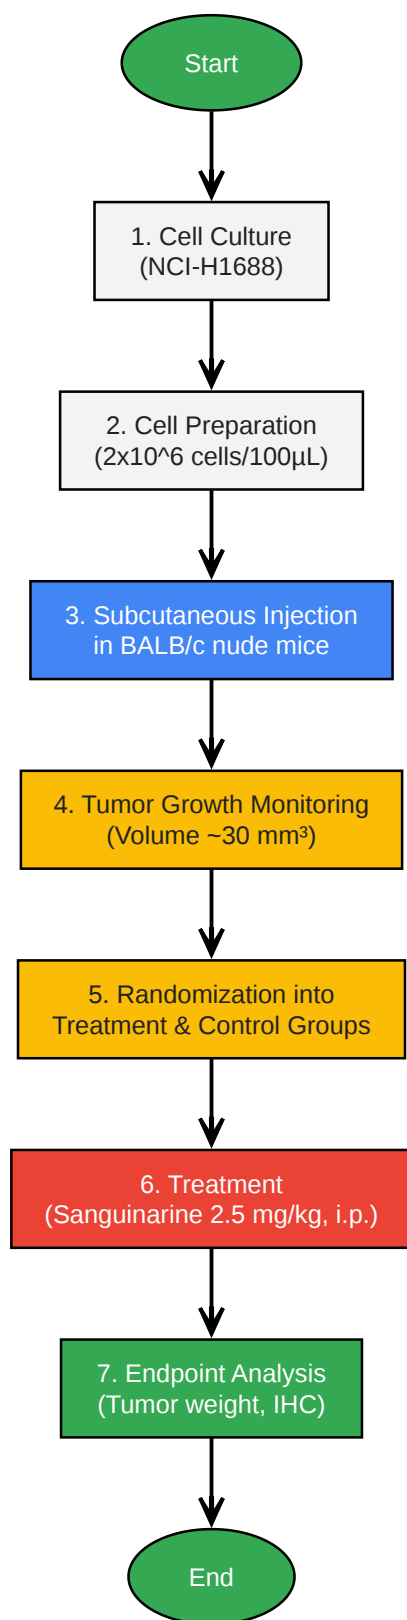 Start
1. Cell Culture
(NCI-H1688)
2. Cell Preparation
(2x10^6 cells/100µL)
3. Subcutaneous Injection
in BALB/c nude mice
4. Tumor Growth Monitoring
(Volume ~30 mm³)
5. Randomization into
Treatment & Control Groups
6. Treatment
(Sanguinarine 2.5 mg/kg, i.p.)
7. Endpoint Analysis
(Tumor weight, IHC)
End